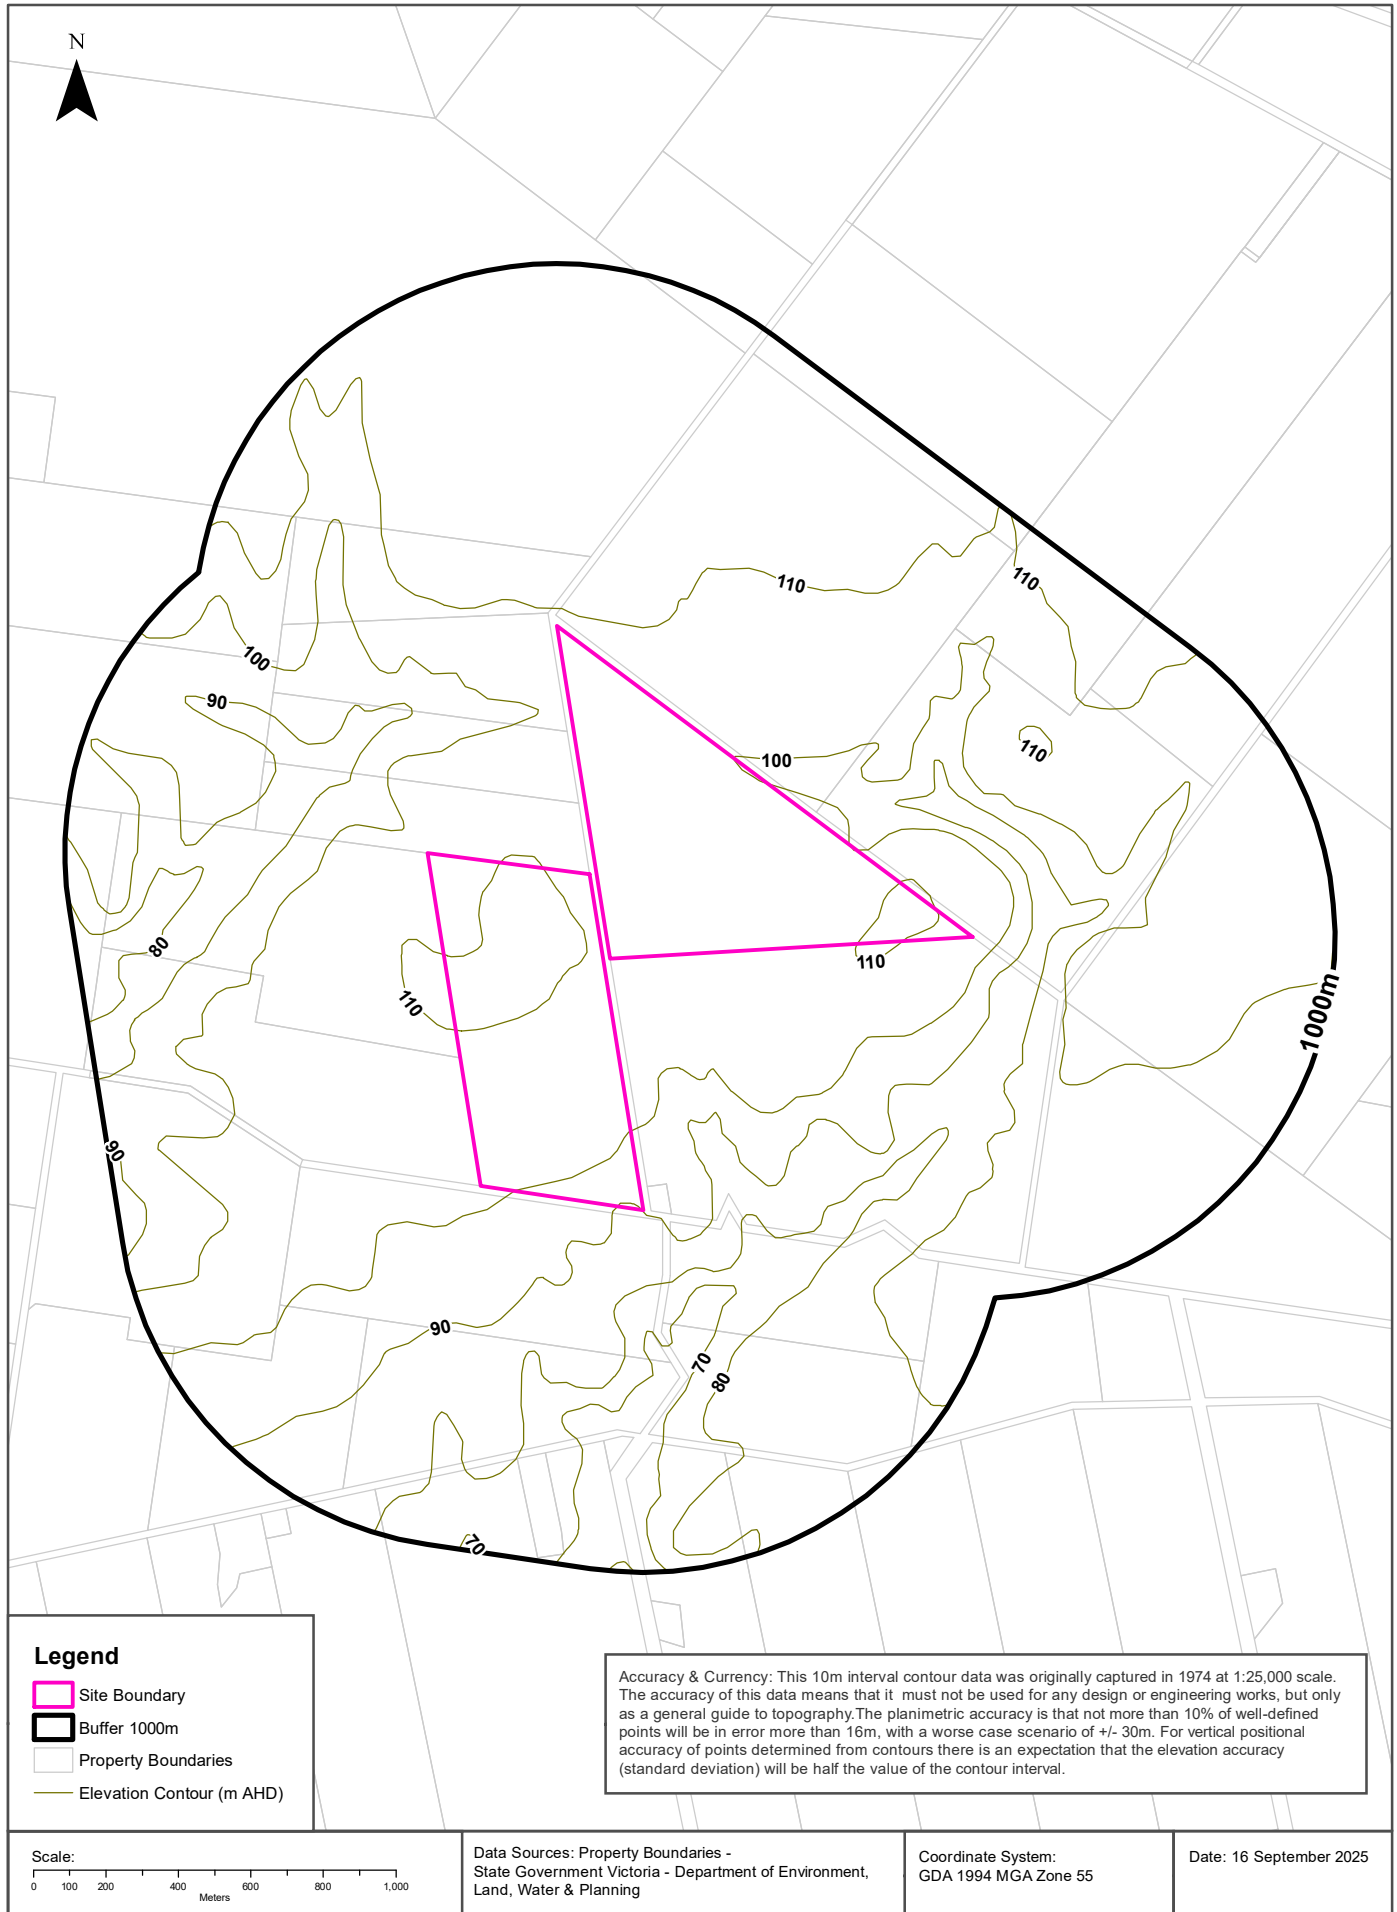 N
110
110
100
90
100
110
80
110
110
1000m
90
90
70
80
70
Legend
Site Boundary
Buffer 1000m
Property Boundaries
Elevation Contour (m AHD)
Accuracy & Currency: This 10m interval contour data was originally captured in 1974 at 1:25,000 scale.
The accuracy of this data means that it must not be used for any design or engineering works, but only
as a general guide to topography.The planimetric accuracy is that not more than 10% of well-defined
points will be in error more than 16m, with a worse case scenario of +/- 30m. For vertical positional
accuracy of points determined from contours there is an expectation that the elevation accuracy
(standard deviation) will be half the value of the contour interval.
Scale:
0 100 200 400 600 800 1,000
Meters
Data Sources: Property Boundaries -
State Government Victoria - Department of Environment,
Land, Water & Planning
Coordinate System:
GDA 1994 MGA Zone 55
Date: 16 September 2025